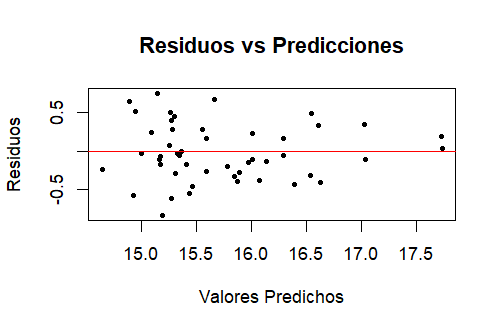 Residuos vs Predicciones
Residuos
0.5
-0.5
15.0 15.5 16.0 16.5 17.0 17.5
Valores Predichos